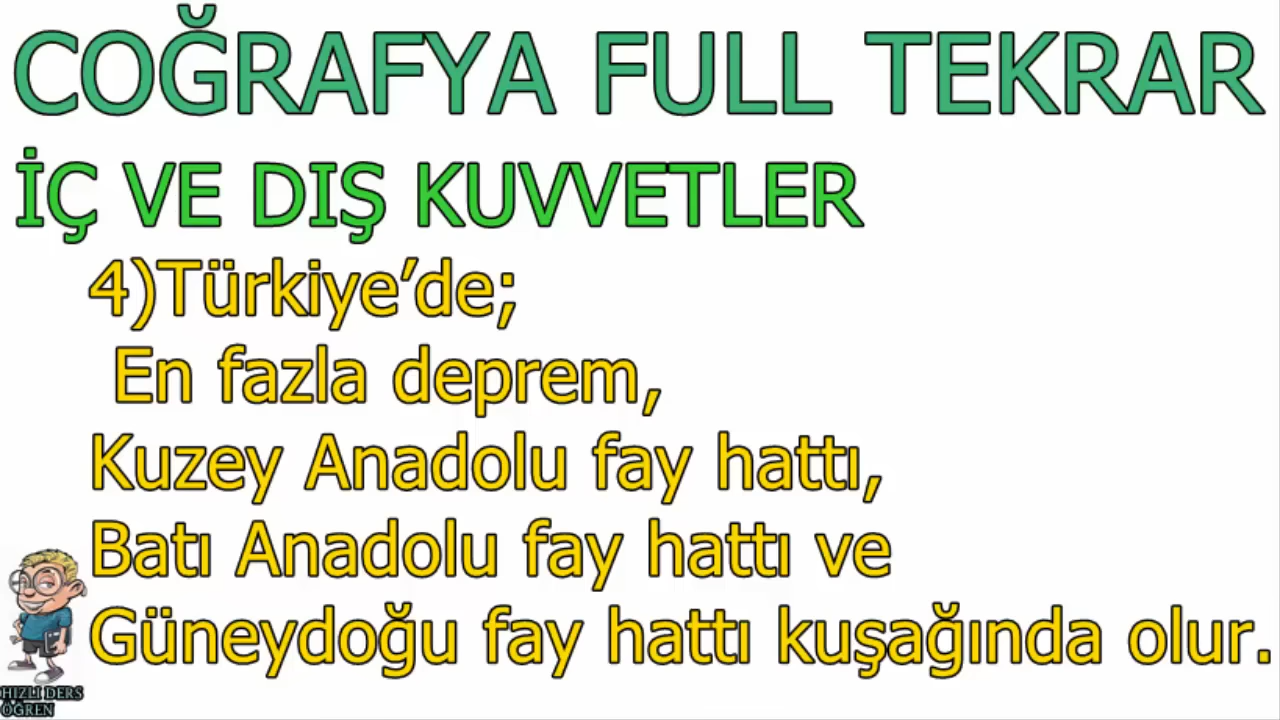 COĞRAFYA FULL TEKRAR
İÇ VE DIŞ KUVVETLER
4)Türkiye’de;
En fazla deprem,
Kuzey Anadolu fay hattı,
Batı Anadolu fay hattı ve
Güneydoğu fay hattı kuşağında olur.
HIZLI DERS
ÖĞREN